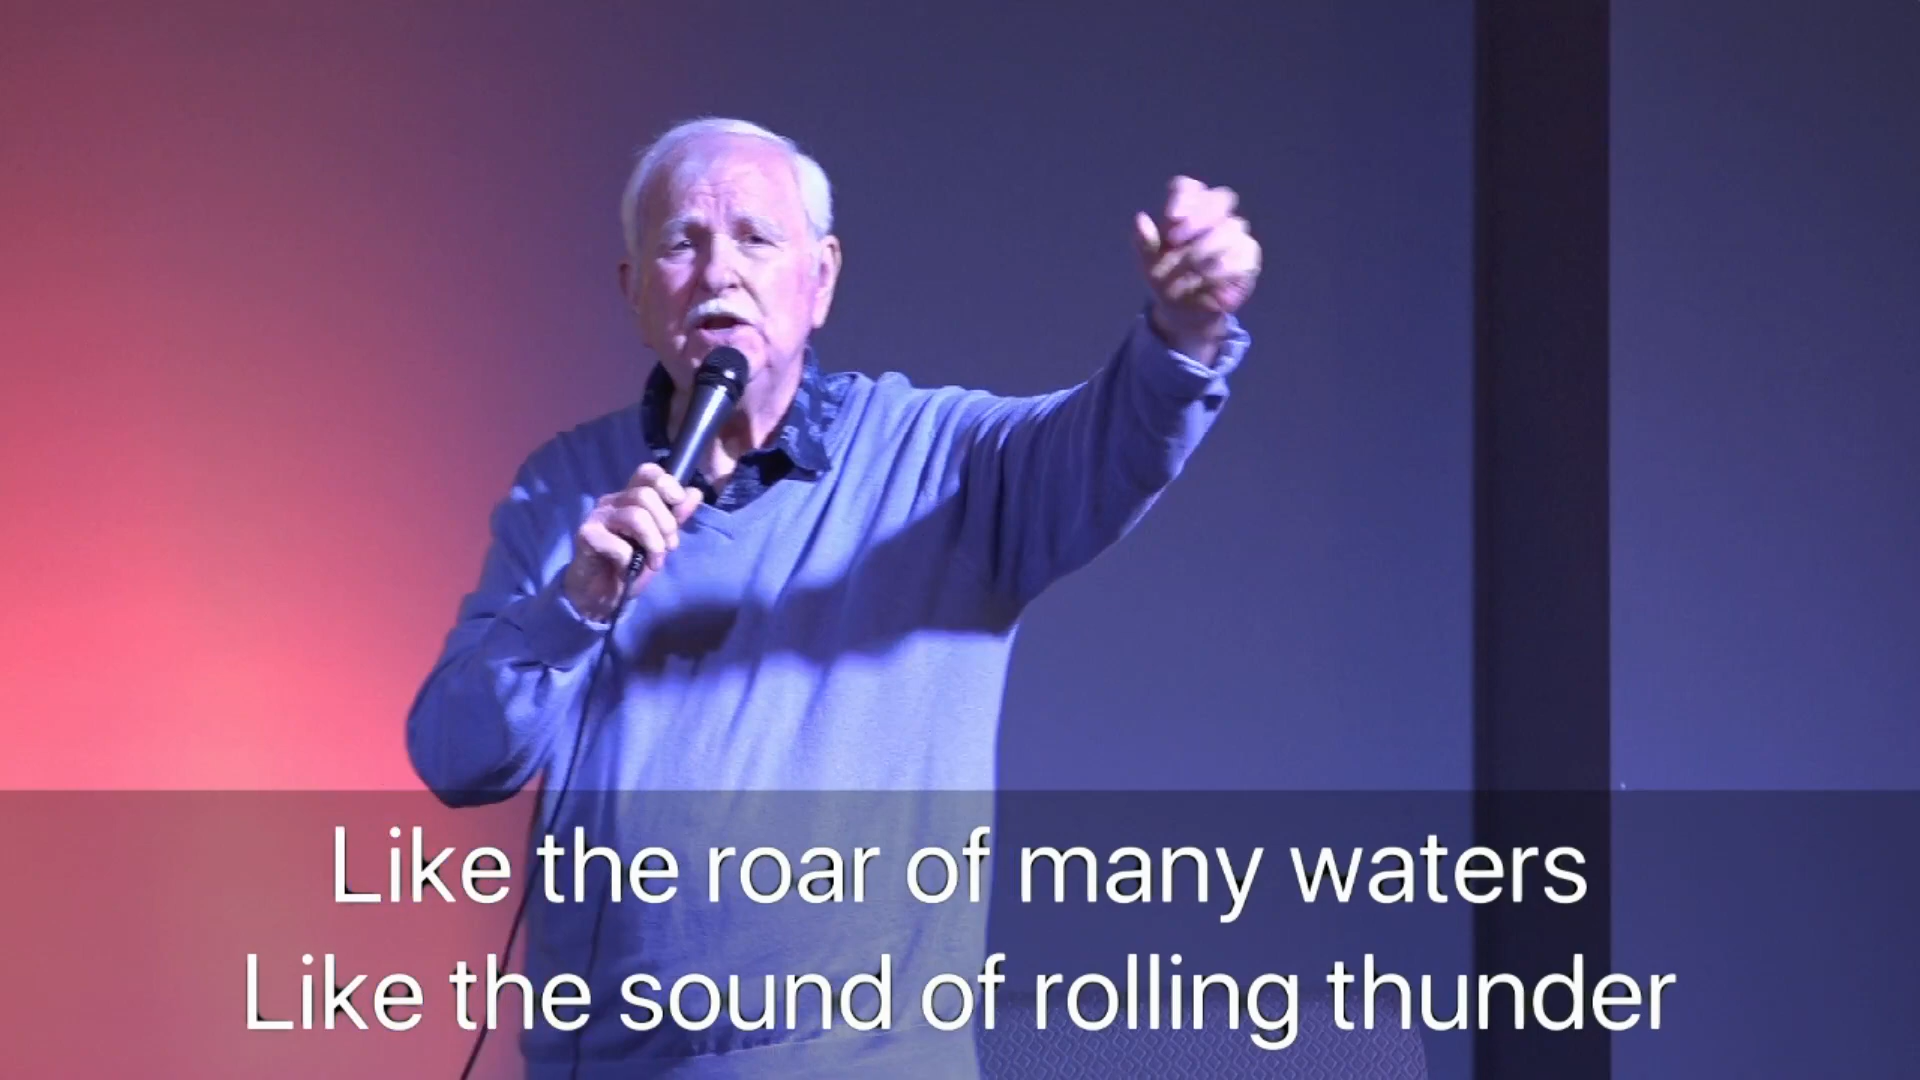 Like the roar of many waters
Like the sound of rolling thunder